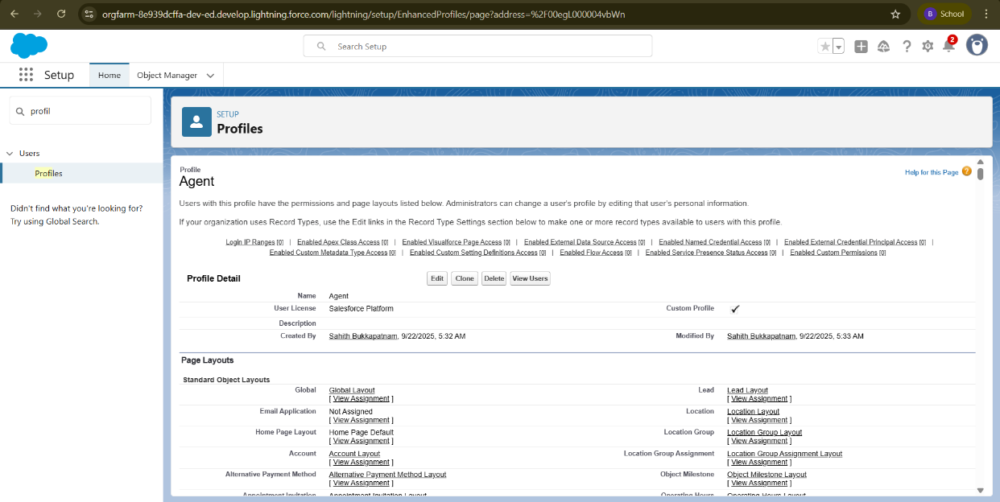 orgfarm-8e939dcffa-dev-ed.develop.lightning.force.com/lightning/setup/EnhancedProfiles/page?address=%2F00egL000004vbWn
B School
Search Setup
2
Setup Home Object Manager
profil
Users
Profiles
Didn't find what you're looking for?
Try using Global Search.
SETUP
Profiles
Profile
Agent
Help for this Page ?
Users with this profile have the permissions and page layouts listed below. Administrators can change a user's profile by editing that user's personal information.
If your organization uses Record Types, use the Edit links in the Record Type Settings section below to make one or more record types available to users with this profile.
Login IP Ranges [0] | Enabled Apex Class Access [0] | Enabled Visualforce Page Access [0] | Enabled External Data Source Access [0] | Enabled Named Credential Access [0] | Enabled External Credential Principal Access [0] |
Enabled Custom Metadata Type Access [0] | Enabled Custom Setting Definitions Access [0] | Enabled Flow Access [0] | Enabled Service Presence Status Access [0] | Enabled Custom Permissions [0]
Profile Detail Edit Clone Delete View Users
Name Agent
User License Salesforce Platform Custom Profile ✓
Description
Created By Sahith Bukkapatnam, 9/22/2025, 5:32 AM Modified By Sahith Bukkapatnam, 9/22/2025, 5:33 AM
Page Layouts
Standard Object Layouts
Global Global Layout Lead Lead Layout
[ View Assignment ] [ View Assignment ]
Email Application Not Assigned Location Location Layout
[ View Assignment ] [ View Assignment ]
Home Page Layout Home Page Default Location Group Location Group Layout
[ View Assignment ] [ View Assignment ]
Account Account Layout Location Group Assignment Location Group Assignment Layout
[ View Assignment ] [ View Assignment ]
Alternative Payment Method Alternative Payment Method Layout Object Milestone Object Milestone Layout
[ View Assignment ] [ View Assignment ]
Appointment Invitation Appointment Invitation Layout Operating Hours Operating Hours Layout